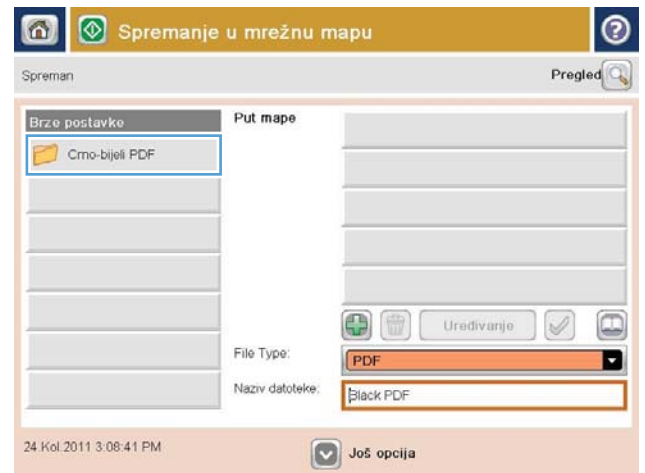 Spremanje u mrežnu mapu
Spreman
Pregled
Brze postavke
Crno-bijeli PDF
Put mape
Uređivanje
File Type:
PDF
Naziv datoteke:
Black PDF
24.Kol.2011 3:08:41 PM
Još opcija